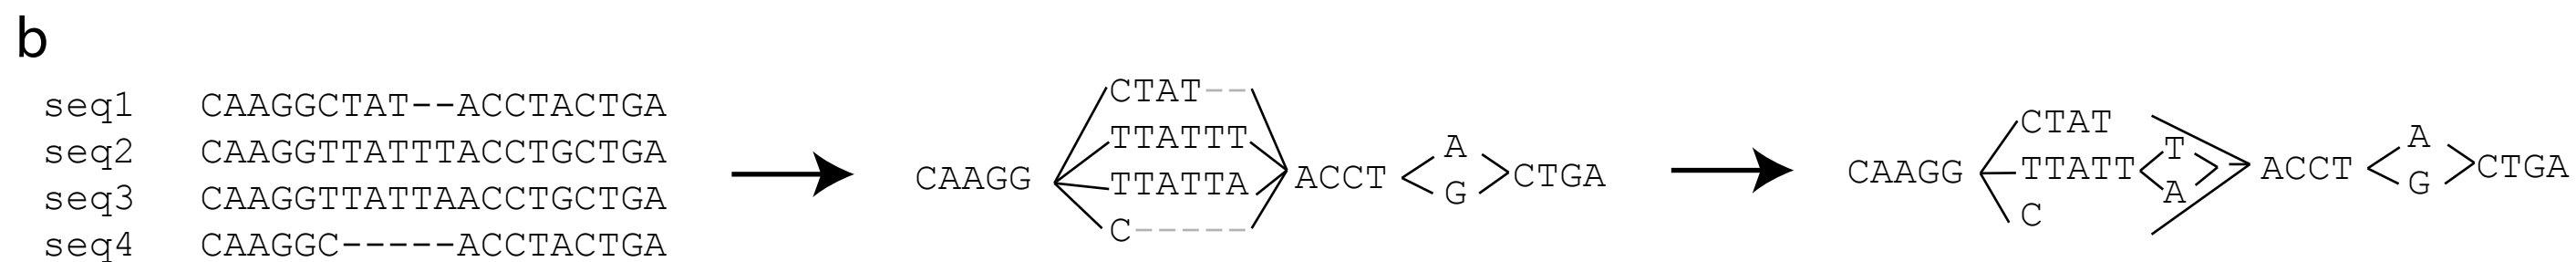 b
seq1 CAAGGCTAT--ACCTACTGA
seq2 CAAGGTTATTTACCTGCTGA
seq3 CAAGGTTATTAACCTGCTGA
seq4 CAAGGC-----ACCTACTGA
CAAGG
CTAT--
TTATTT
TTATTA
C-----
ACCT
A
G
CTGA
CAAGG
CTAT
TTATT
C
T
A
ACCT
A
G
CTGA